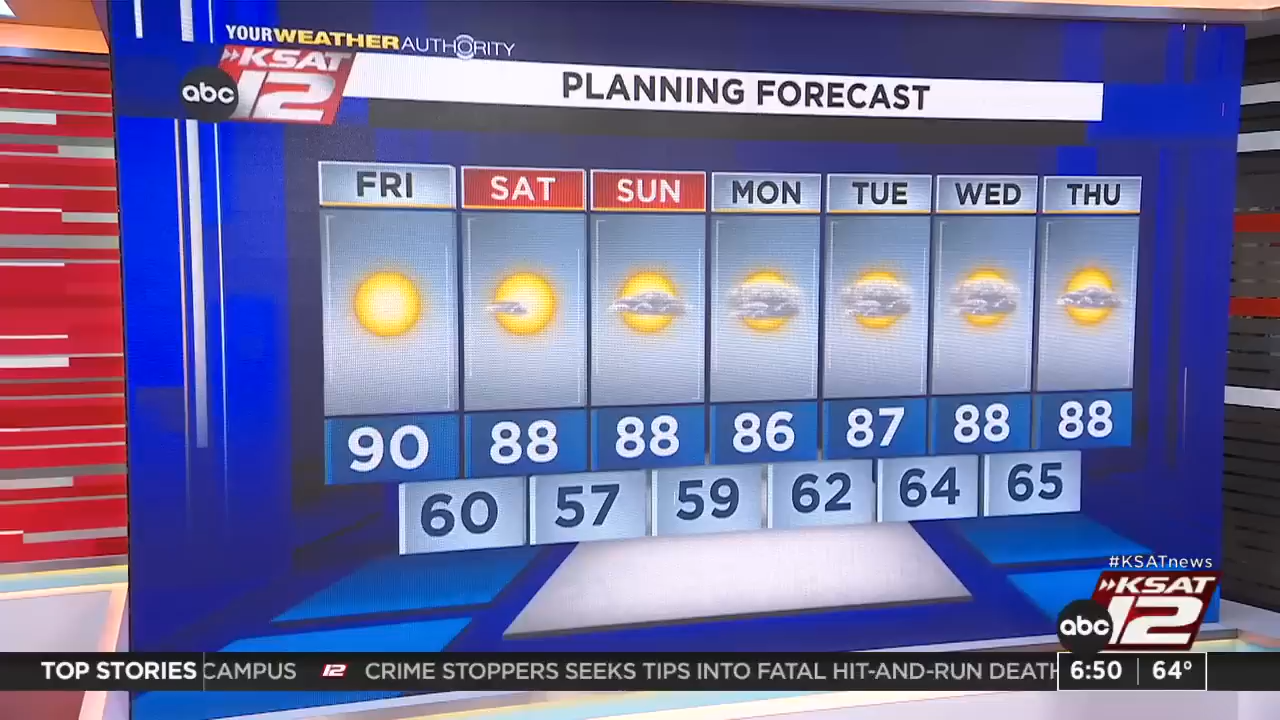 YOUR WEATHER AUTHORITY
KSAT
abc 12
PLANNING FORECAST
FRI SAT SUN MON TUE WED THU
90 88 88 86 87 88 88
60 57 59 62 64 65
#KSATnews
KSAT
abc 12
TOP STORIES CAMPUS 12 CRIME STOPPERS SEEKS TIPS INTO FATAL HIT-AND-RUN DEATH 6:50 64°